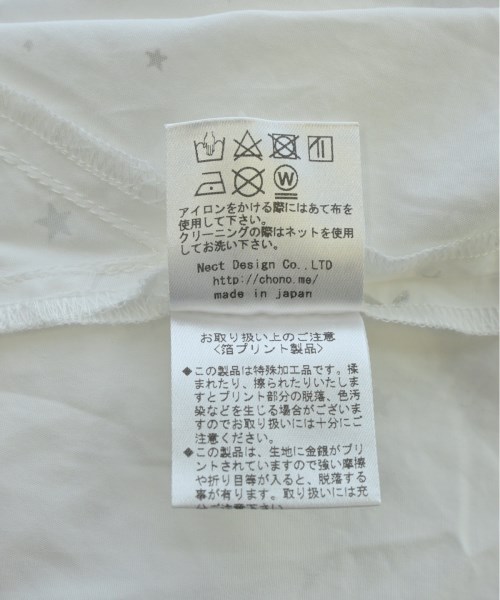 アイロンをかける際にはあて布を
使用して下さい。
クリーニングの際はネットを使用
してお洗い下さい。
Nect Design Co.,LTD
http://chono.me/
made in japan
お取り扱い上のご注意
〈箔プリント製品〉
◆この製品は特殊加工品です。揉
まれたり、擦られたりいたしま
すとプリント部分の脱落、色汚
染などを生じる場合がございま
すのでお取り扱いには十分にご
注意ください。
◆この製品は、生地に金銀がプリ
ントされていますので強い摩擦
や折り目等が入ると、脱落する
事が有ります。取り扱いには充
分ご注意下さい。